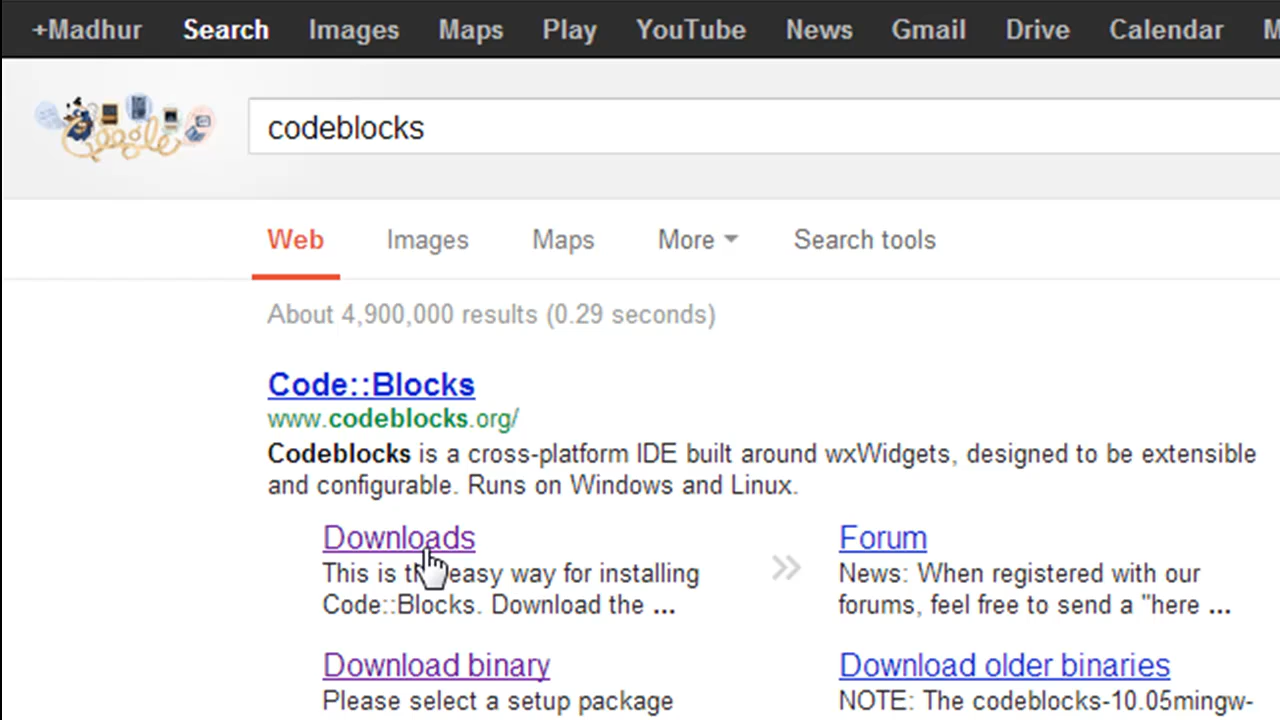 +Madhur Search Images Maps Play YouTube News Gmail Drive Calendar
Google
codeblocks
Web Images Maps More Search tools
About 4,900,000 results (0.29 seconds)
Code::Blocks
www.codeblocks.org/
Codeblocks is a cross-platform IDE built around wxWidgets, designed to be extensible
and configurable. Runs on Windows and Linux.
Downloads
This is the easy way for installing
Code::Blocks. Download the ...
Forum
News: When registered with our
forums, feel free to send a "here ...
Download binary
Please select a setup package
Download older binaries
NOTE: The codeblocks-10.05mingw-